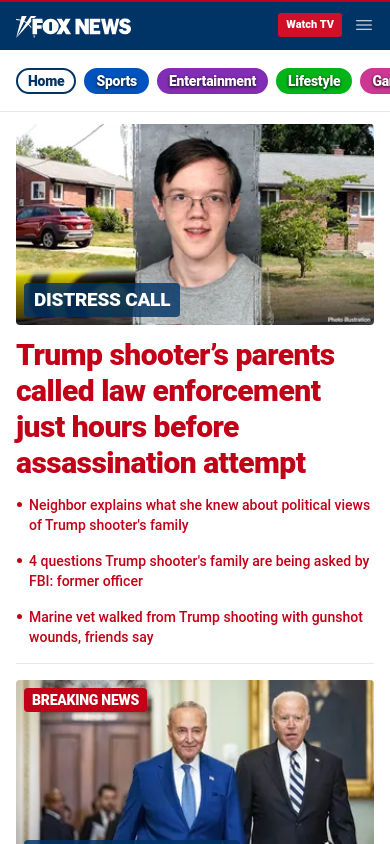 FOX NEWS
Watch TV
Home
Sports
Entertainment
Lifestyle
Ga
DISTRESS CALL
Photo illustration
Trump shooter’s parents
called law enforcement
just hours before
assassination attempt
• Neighbor explains what she knew about political views
of Trump shooter's family
• 4 questions Trump shooter's family are being asked by
FBI: former officer
• Marine vet walked from Trump shooting with gunshot
wounds, friends say
BREAKING NEWS